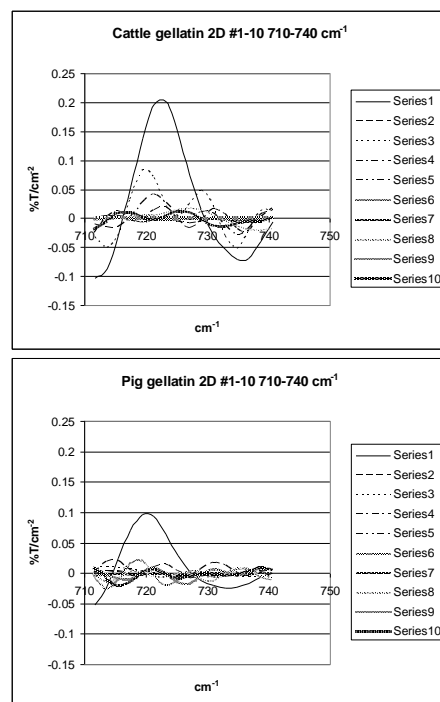 Cattle gellatin 2D #1-10 710-740 cm-1
0.25
0.2
0.15
0.1
0.05
0
-0.05
-0.1
-0.15
710 720 730 740 750
%T/cm-2
cm-1
Series1
Series2
Series3
Series4
Series5
Series6
Series7
Series8
Series9
Series10
Pig gellatin 2D #1-10 710-740 cm-1
0.25
0.2
0.15
0.1
0.05
0
-0.05
-0.1
-0.15
710 720 730 740 750
%T/cm-2
cm-1
Series1
Series2
Series3
Series4
Series5
Series6
Series7
Series8
Series9
Series10